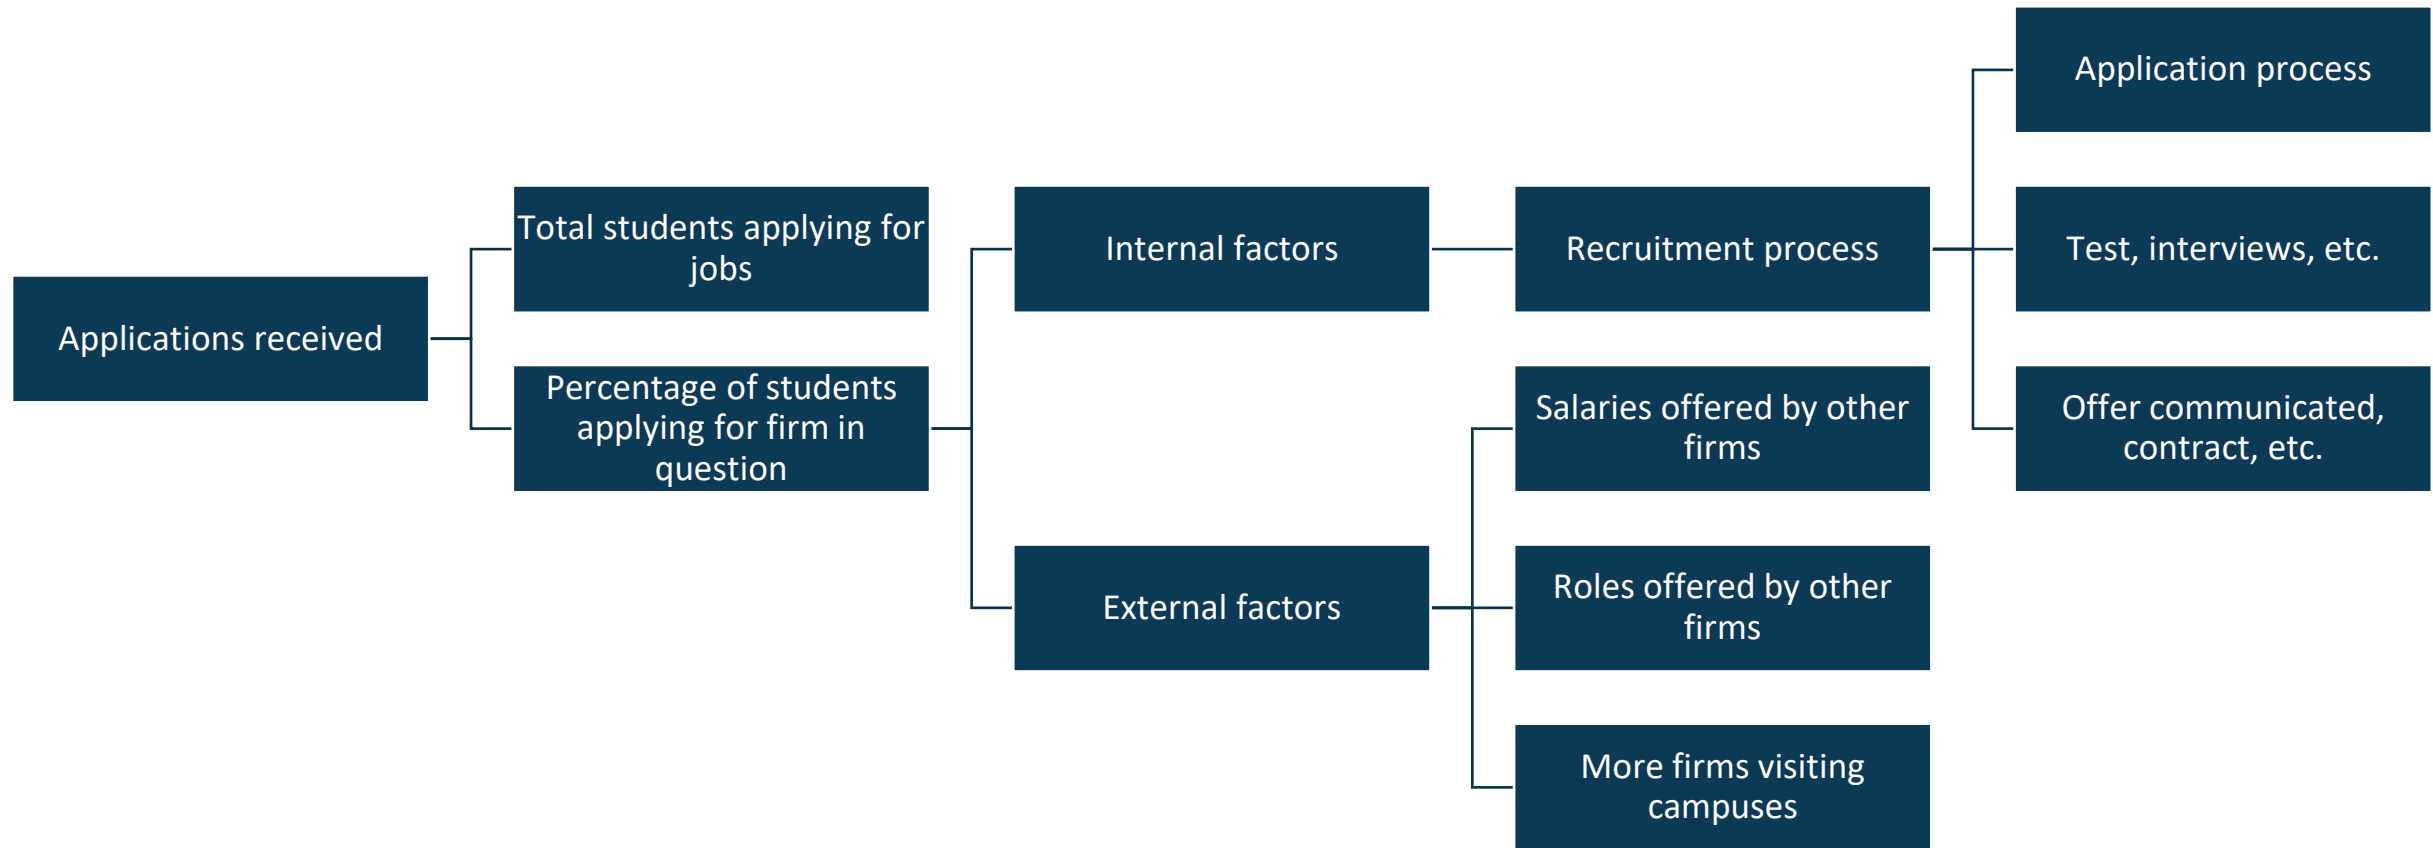 Applications received
Total students applying for
jobs
Percentage of students
applying for firm in
question
Internal factors
External factors
Recruitment process
Salaries offered by other
firms
Roles offered by other
firms
More firms visiting
campuses
Application process
Test, interviews, etc.
Offer communicated,
contract, etc.